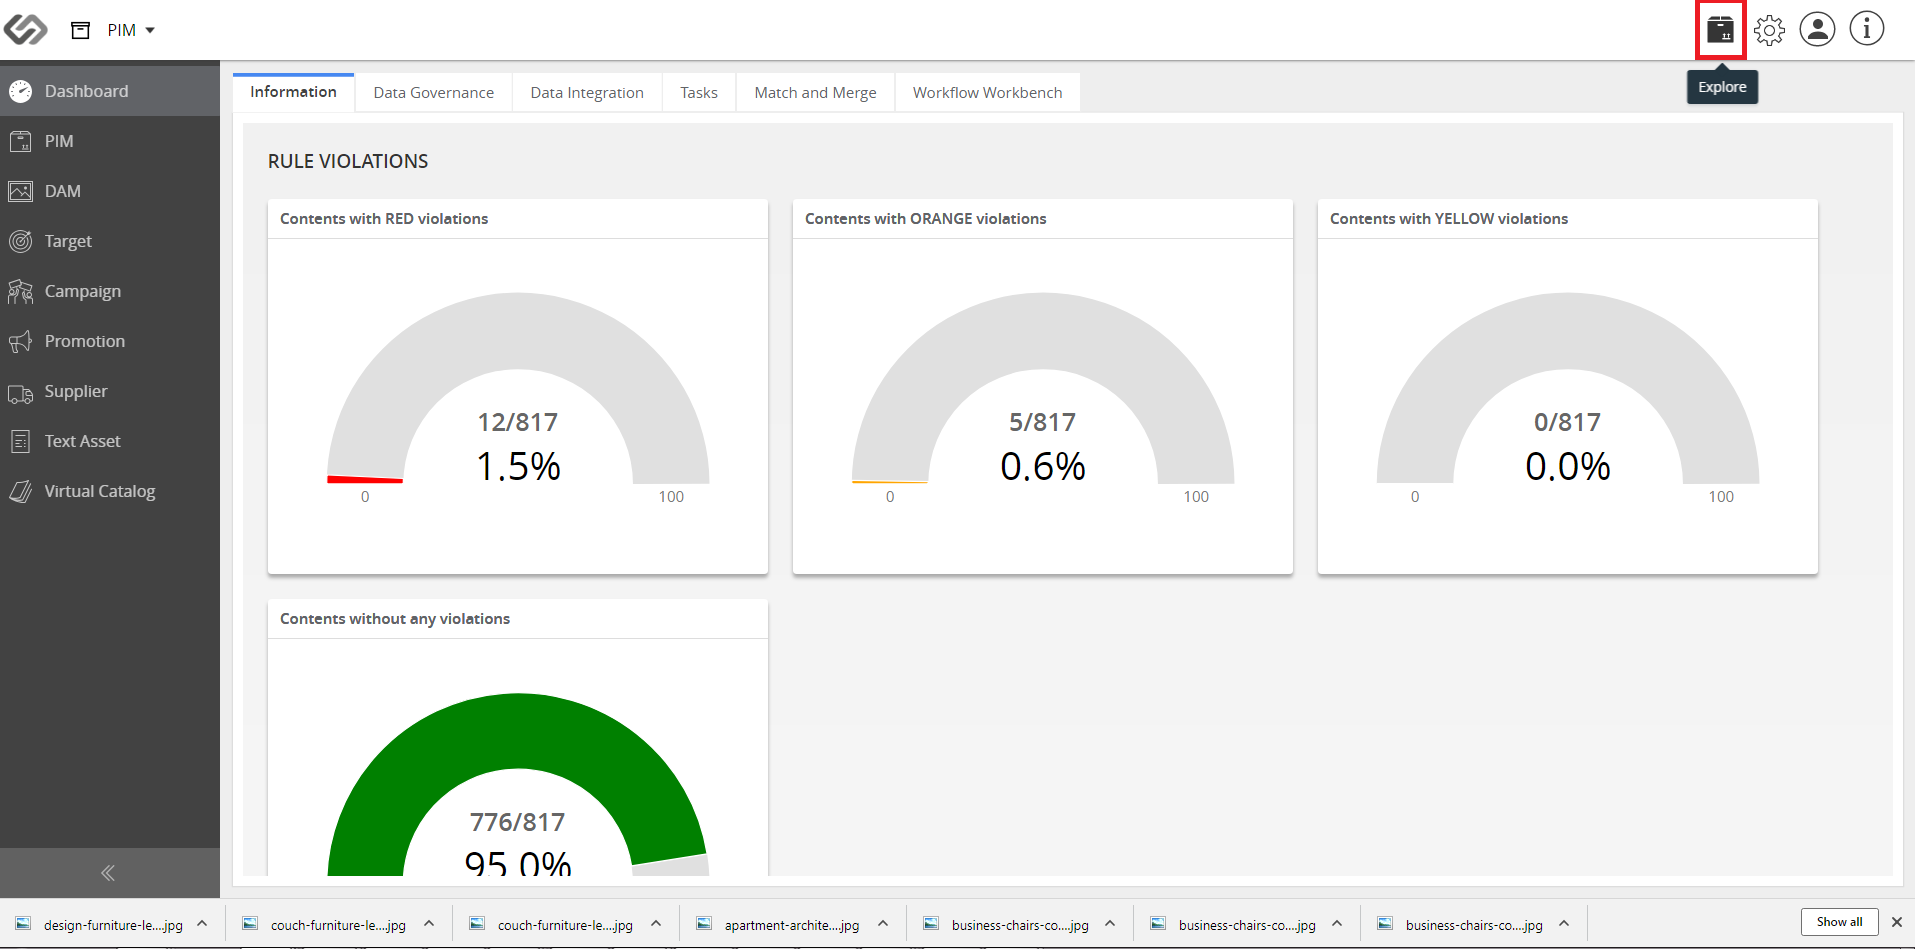 PIM
Explore
Dashboard
PIM
DAM
Target
Campaign
Promotion
Supplier
Text Asset
Virtual Catalog
Information Data Governance Data Integration Tasks Match and Merge Workflow Workbench
RULE VIOLATIONS
Contents with RED violations
12/817
1.5%
0 100
Contents with ORANGE violations
5/817
0.6%
0 100
Contents with YELLOW violations
0/817
0.0%
0 100
Contents without any violations
776/817
95.0%
design-furniture-le....jpg couch-furniture-le....jpg couch-furniture-le....jpg apartment-archite....jpg business-chairs-co....jpg business-chairs-co....jpg business-chairs-co....jpg Show all